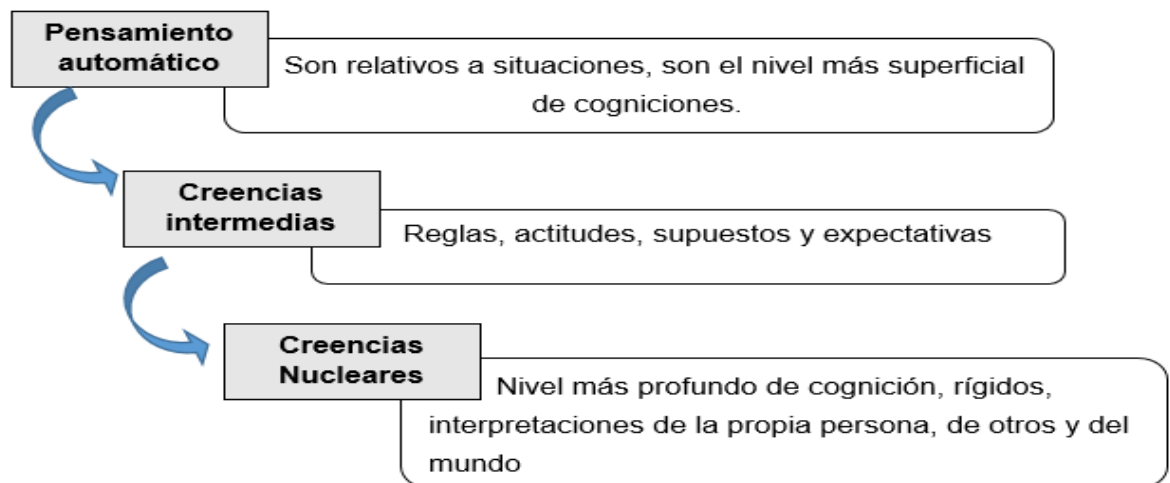 Pensamiento
automático
Son relativos a situaciones, son el nivel más superficial
de cogniciones.
Creencias
intermedias
Reglas, actitudes, supuestos y expectativas
Creencias
Nucleares
Nivel más profundo de cognición, rígidos,
interpretaciones de la propia persona, de otros y del
mundo